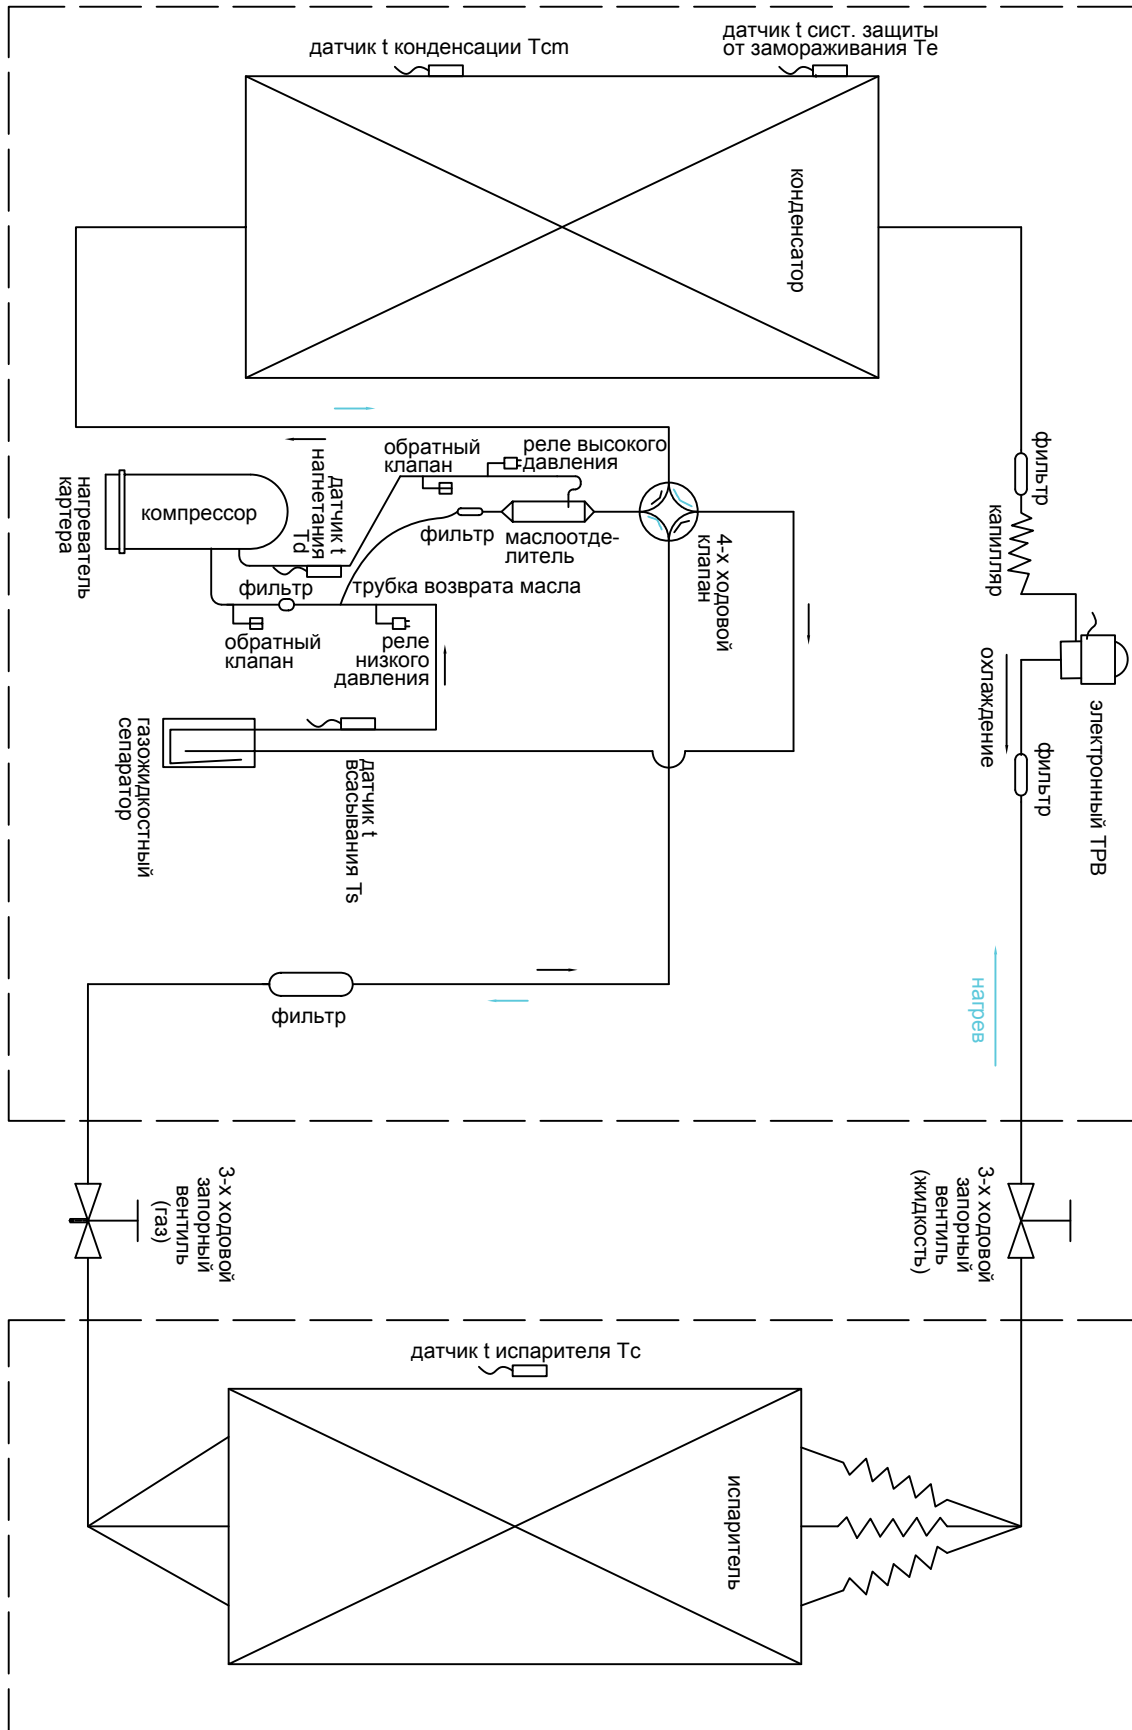 датчик t конденсации Tcm
датчик t сист. защиты
от замораживания Te
конденсатор
фильтр
капилляр
электронный ТРВ
охлаждение
фильтр
нагрев
обратный
клапан
реле высокого
давления
датчик t
нагнетания
Td
компрессор
нагреватель
картера
фильтр
маслоотде-
литель
4-х ходовой
клапан
фильтр
трубка возврата масла
обратный
клапан
реле
низкого
давления
газожидкостный
сепаратор
датчик t
всасывания Ts
фильтр
3-х ходовой
запорный
вентиль
(газ)
3-х ходовой
запорный
вентиль
(жидкость)
датчик t испарителя Tc
испаритель